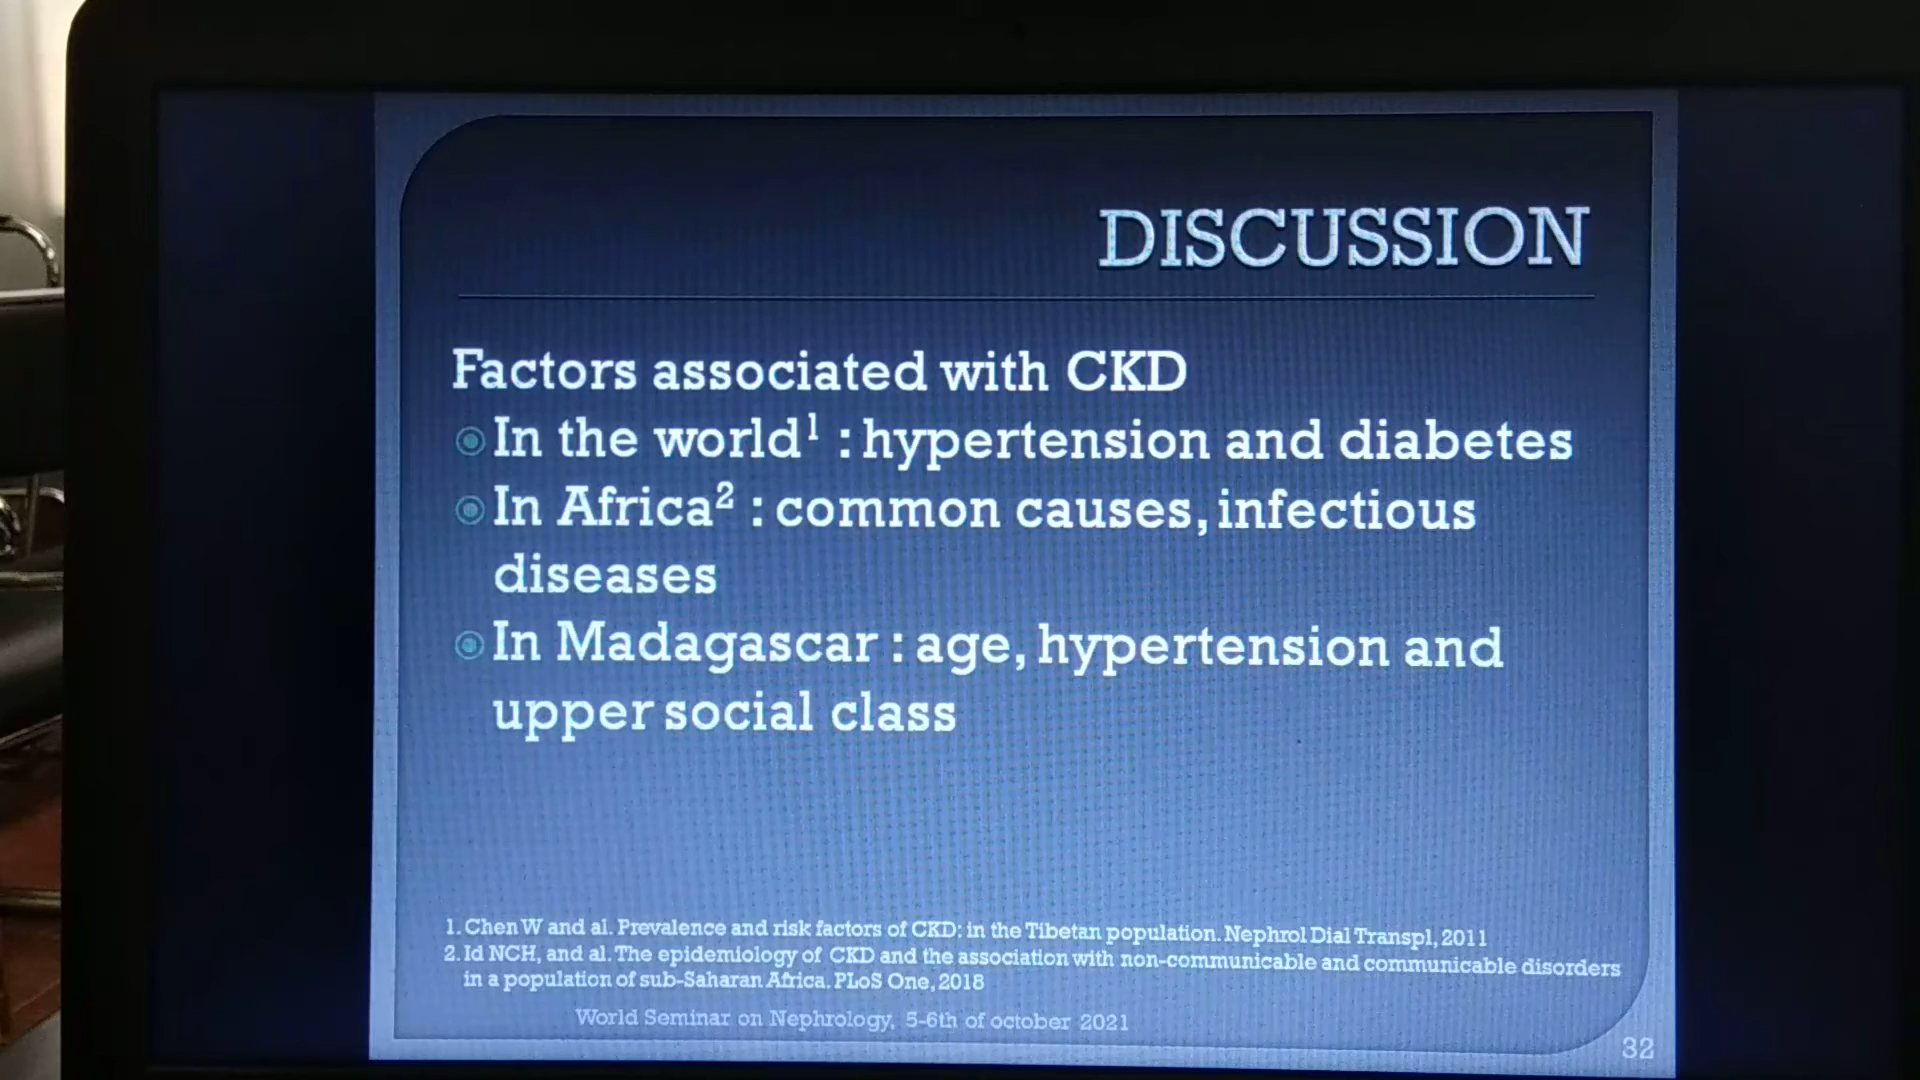 DISCUSSION
Factors associated with CKD
In the world¹ : hypertension and diabetes
In Africa² : common causes, infectious
diseases
In Madagascar : age, hypertension and
upper social class
1. Chen W and al. Prevalence and risk factors of CKD: in the Tibetan population. Nephrol Dial Transpl, 2011
2. Id NCH, and al. The epidemiology of CKD and the association with non-communicable and communicable disorders
in a population of sub-Saharan Africa. PLoS One, 2018
World Seminar on Nephrology, 5-6th of october 2021
32